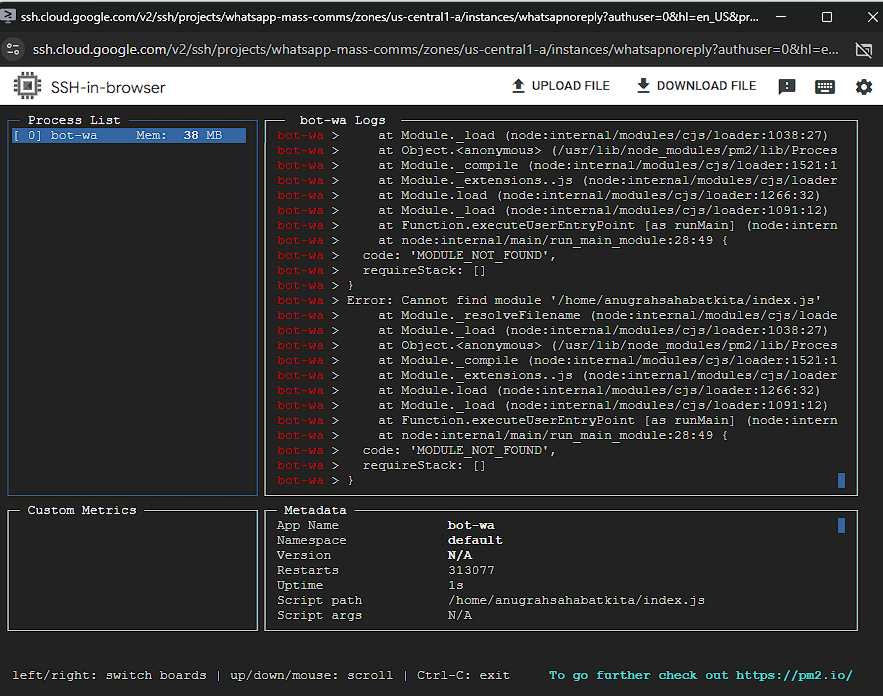 ssh.cloud.google.com/v2/ssh/projects/whatsapp-mass-comms/zones/us-central1-a/instances/whatsapnoreply?authuser=0&hl=en_US&pr...
ssh.cloud.google.com/v2/ssh/projects/whatsapp-mass-comms/zones/us-central1-a/instances/whatsapnoreply?authuser=0&hl=e...
SSH-in-browser
UPLOAD FILE
DOWNLOAD FILE
Process List
[ 0] bot-wa Mem: 38 MB
bot-wa Logs
bot-wa > at Module._load (node:internal/modules/cjs/loader:1038:27)
bot-wa > at Object.<anonymous> (/usr/lib/node_modules/pm2/lib/Proces
bot-wa > at Module._compile (node:internal/modules/cjs/loader:1521:1
bot-wa > at Module._extensions..js (node:internal/modules/cjs/loader
bot-wa > at Module.load (node:internal/modules/cjs/loader:1266:32)
bot-wa > at Module._load (node:internal/modules/cjs/loader:1091:12)
bot-wa > at Function.executeUserEntryPoint [as runMain] (node:intern
bot-wa > at node:internal/main/run_main_module:28:49 {
bot-wa > code: 'MODULE_NOT_FOUND',
bot-wa > requireStack: []
bot-wa > }
bot-wa > Error: Cannot find module '/home/anugrahsahabatkita/index.js'
bot-wa > at Module._resolveFilename (node:internal/modules/cjs/loade
bot-wa > at Module._load (node:internal/modules/cjs/loader:1038:27)
bot-wa > at Object.<anonymous> (/usr/lib/node_modules/pm2/lib/Proces
bot-wa > at Module._compile (node:internal/modules/cjs/loader:1521:1
bot-wa > at Module._extensions..js (node:internal/modules/cjs/loader
bot-wa > at Module.load (node:internal/modules/cjs/loader:1266:32)
bot-wa > at Module._load (node:internal/modules/cjs/loader:1091:12)
bot-wa > at Function.executeUserEntryPoint [as runMain] (node:intern
bot-wa > at node:internal/main/run_main_module:28:49 {
bot-wa > code: 'MODULE_NOT_FOUND',
bot-wa > requireStack: []
bot-wa > }
Custom Metrics
Metadata
App Name bot-wa
Namespace default
Version N/A
Restarts 313077
Uptime 1s
Script path /home/anugrahsahabatkita/index.js
Script args N/A
left/right: switch boards | up/down/mouse: scroll | Ctrl-C: exit To go further check out https://pm2.io/